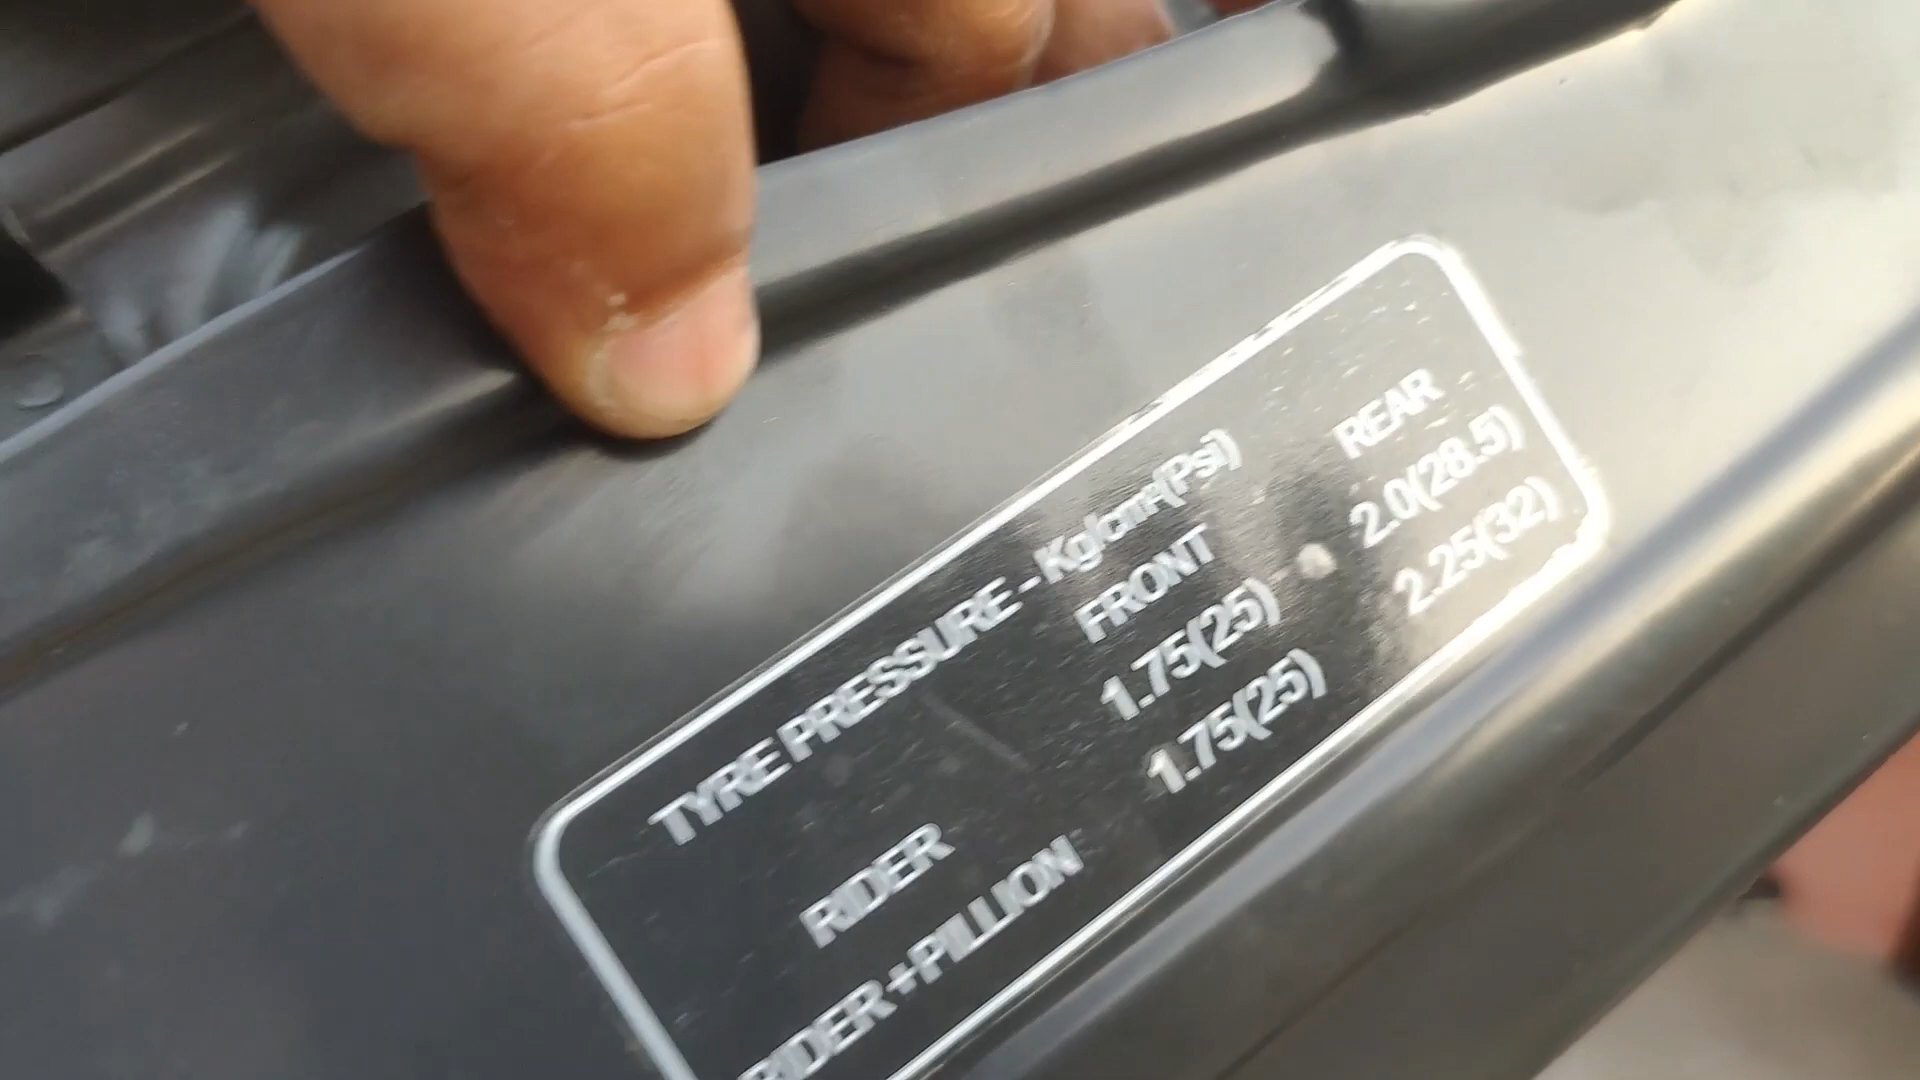 TYRE PRESSURE - Kg/cm²(Psi)
FRONT REAR
RIDER 1.75(25) 2.0(28.5)
RIDER+PILLION 1.75(25) 2.25(32)